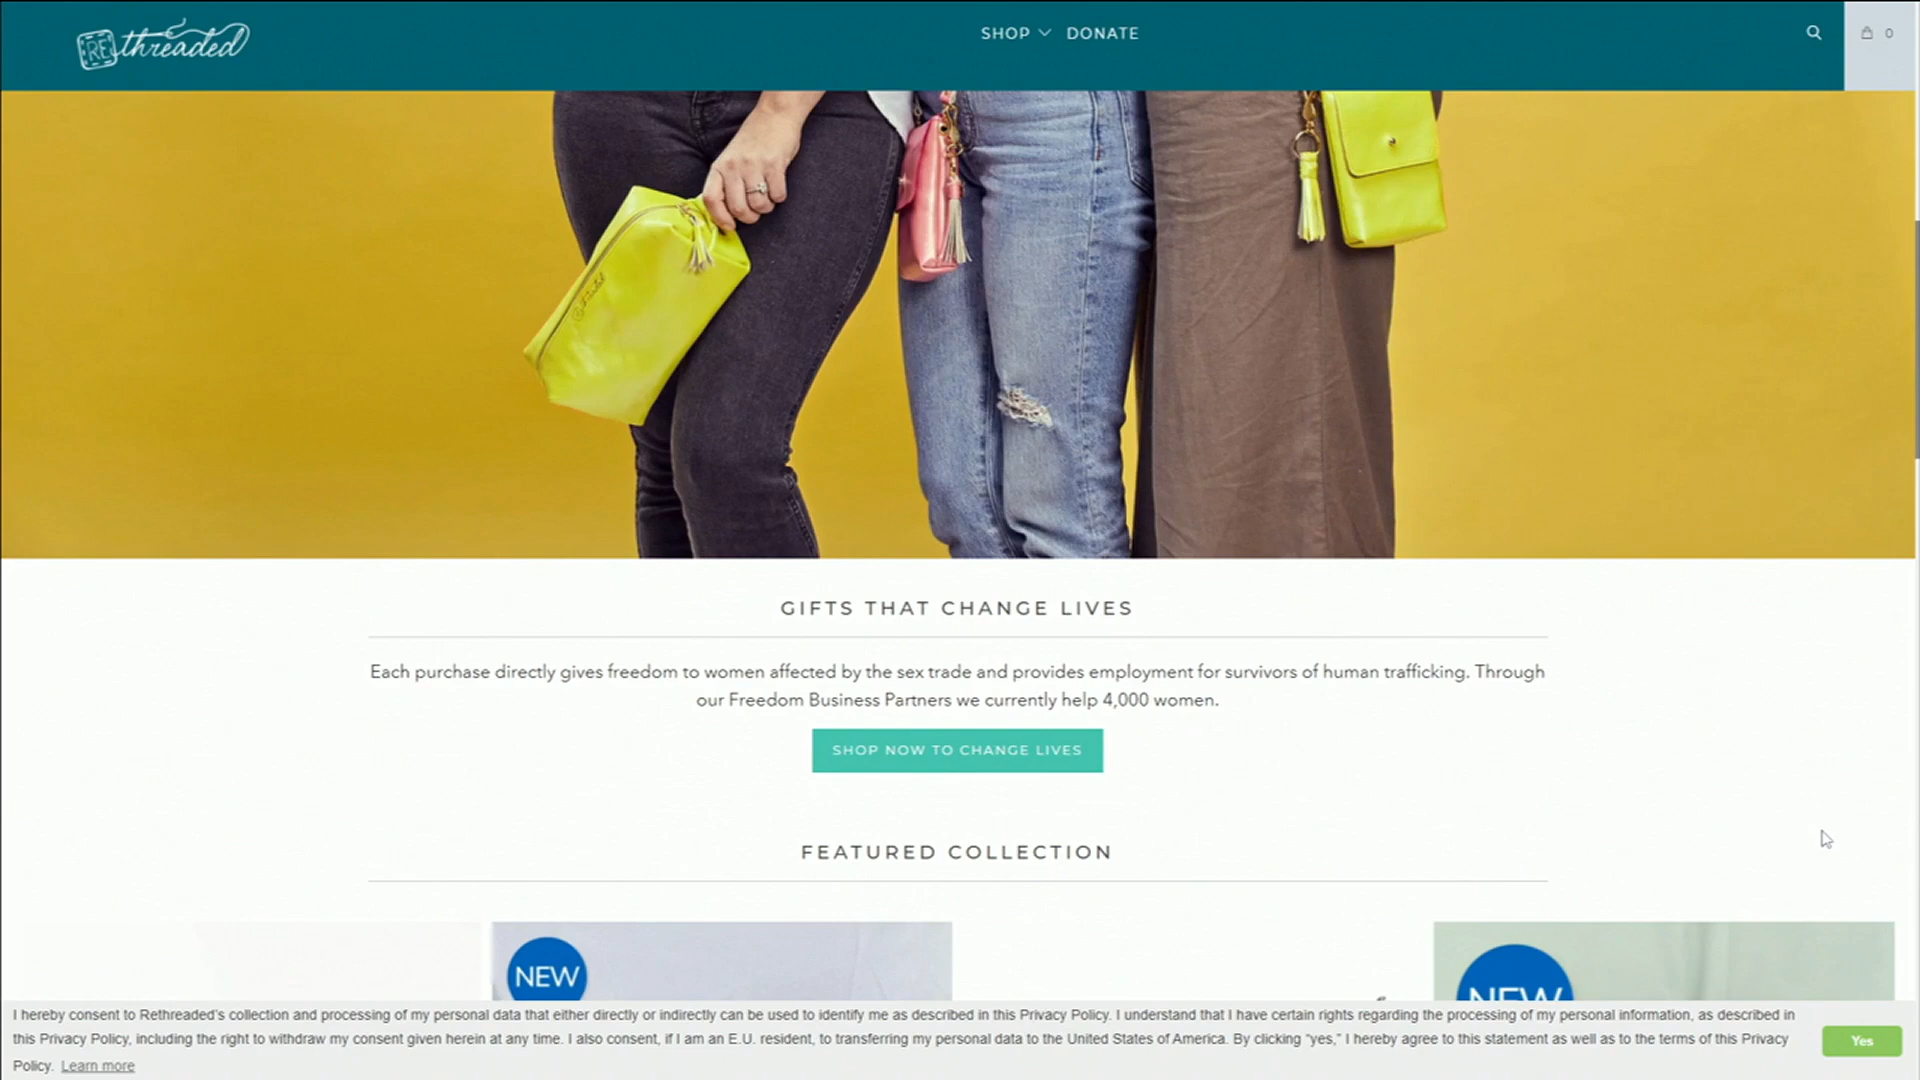 RE threaded
SHOP
DONATE
0
GIFTS THAT CHANGE LIVES
Each purchase directly gives freedom to women affected by the sex trade and provides employment for survivors of human trafficking. Through
our Freedom Business Partners we currently help 4,000 women.
SHOP NOW TO CHANGE LIVES
FEATURED COLLECTION
NEW
NEW
I hereby consent to Rethreaded's collection and processing of my personal data that either directly or indirectly can be used to identify me as described in this Privacy Policy. I understand that I have certain rights regarding the processing of my personal information, as described in
this Privacy Policy, including the right to withdraw my consent given herein at any time. I also consent, if I am an E.U. resident, to transferring my personal data to the United States of America. By clicking “yes,” I hereby agree to this statement as well as to the terms of this Privacy
Policy. Learn more
Yes